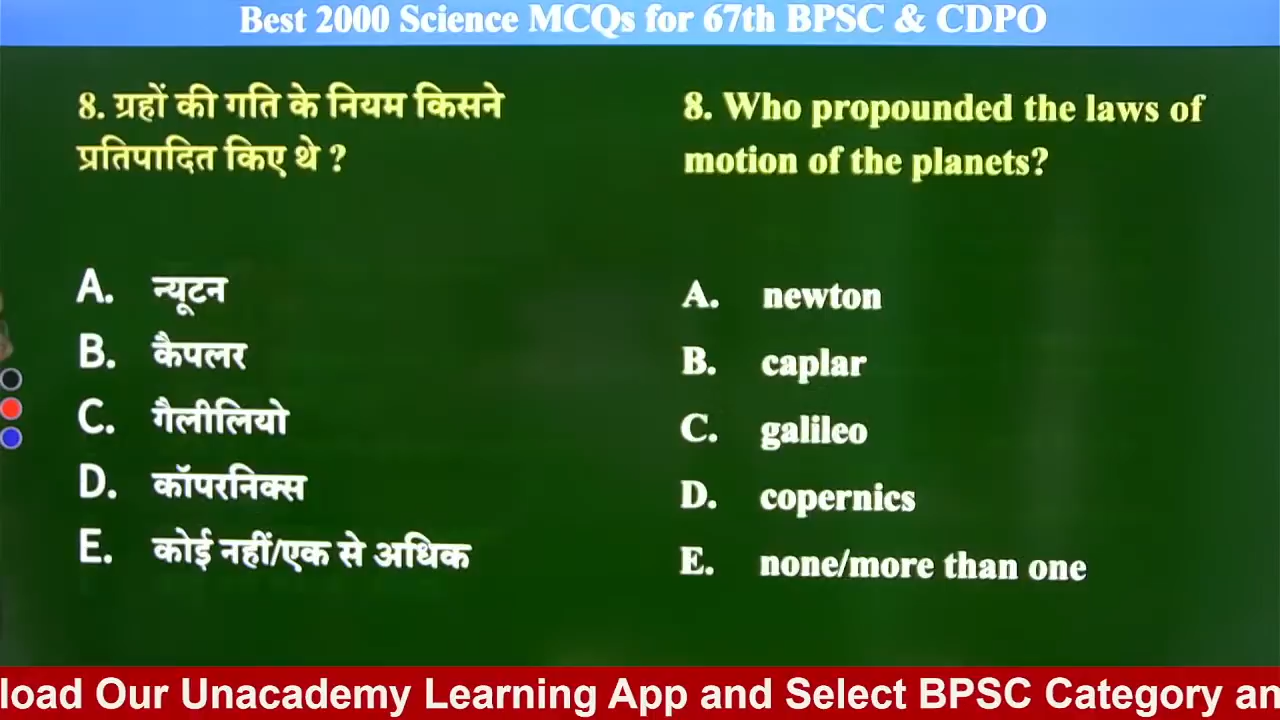 Best 2000 Science MCQs for 67th BPSC & CDPO
8. ग्रहों की गति के नियम किसने
प्रतिपादित किए थे ?
A. न्यूटन
B. कैपलर
C. गैलीलियो
D. कॉपरनिक्स
E. कोई नहीं/एक से अधिक
8. Who propounded the laws of
motion of the planets?
A. newton
B. caplar
C. galileo
D. copernics
E. none/more than one
load Our Unacademy Learning App and Select BPSC Category an